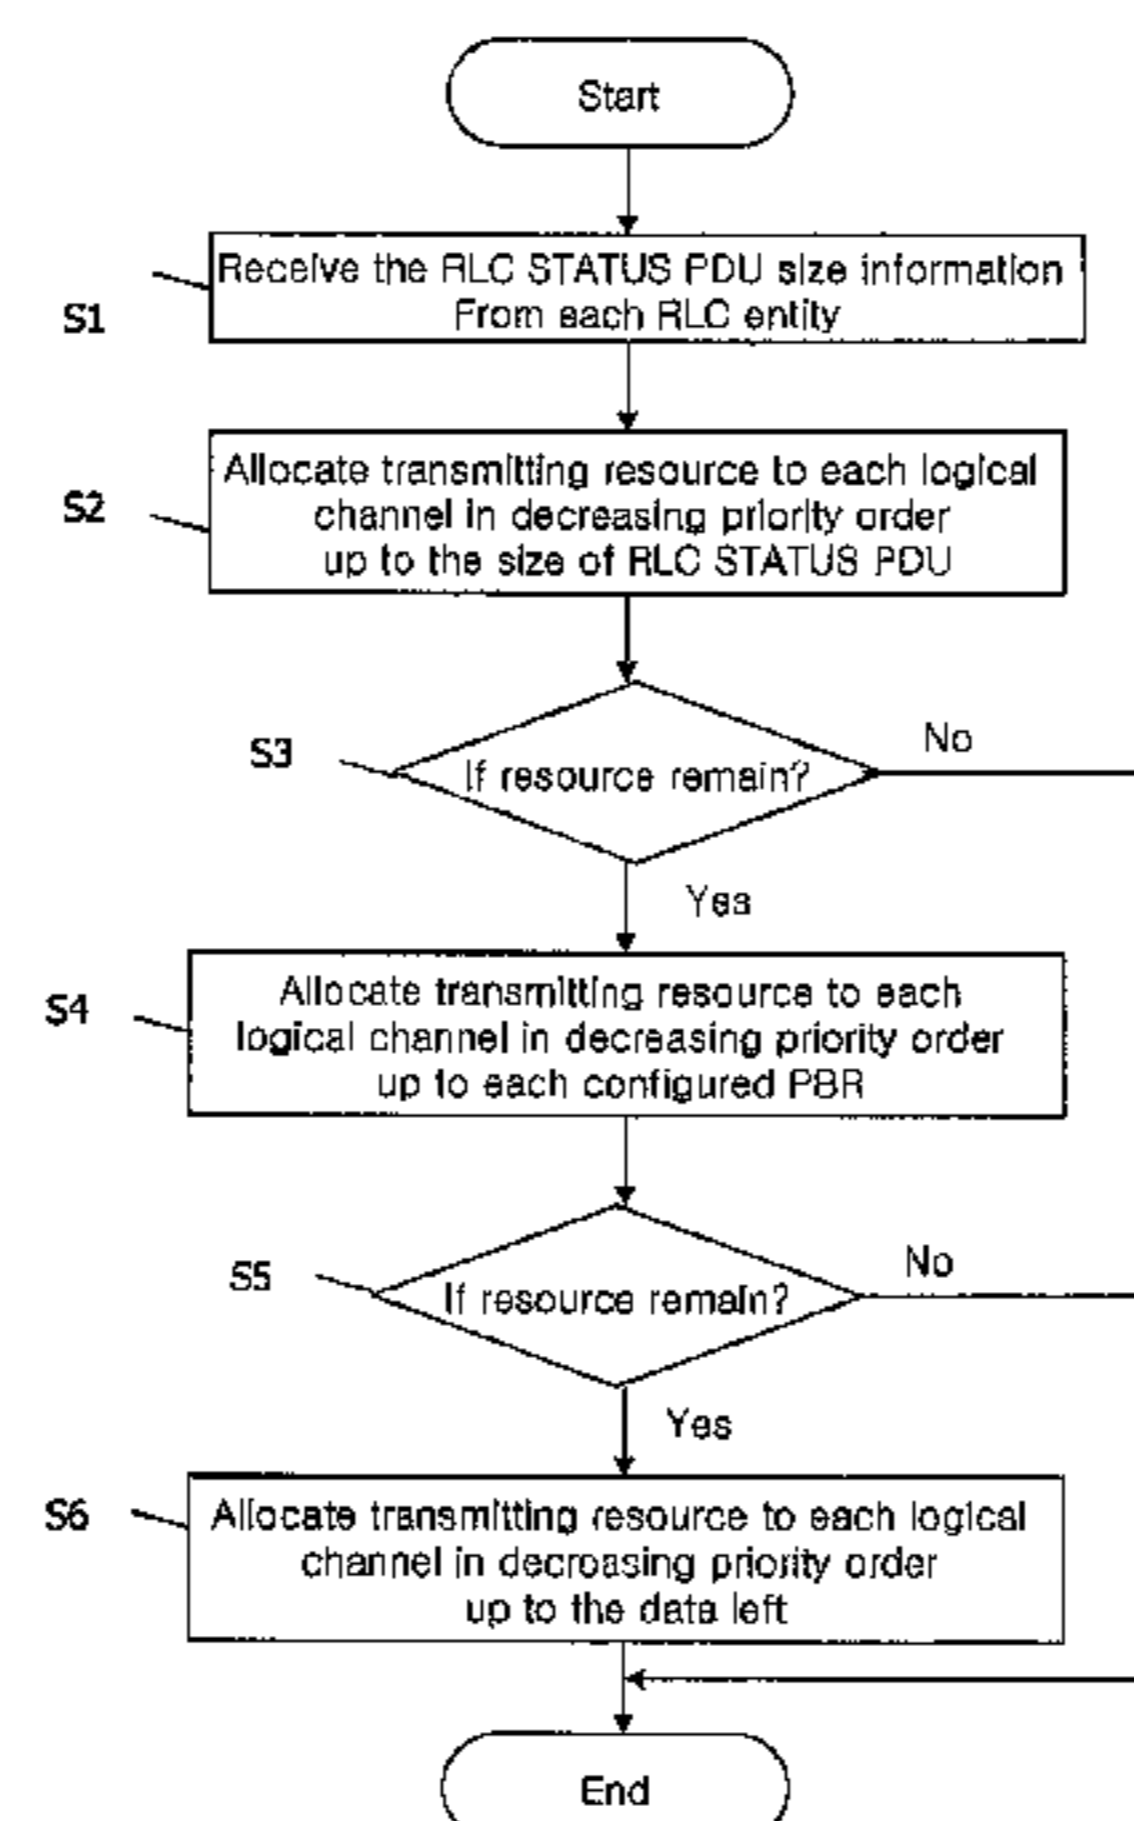 Start
Receive the RLC STATUS PDU size information
From each RLC entity
S1
Allocate transmitting resource to each logical
channel in decreasing priority order
up to the size of RLC STATUS PDU
S2
If resource remain?
S3
No
Yes
Allocate transmitting resource to each
logical channel in decreasing priority order
up to each configured PBR
S4
If resource remain?
S5
No
Yes
Allocate transmitting resource to each logical
channel in decreasing priority order
up to the data left
S6
End